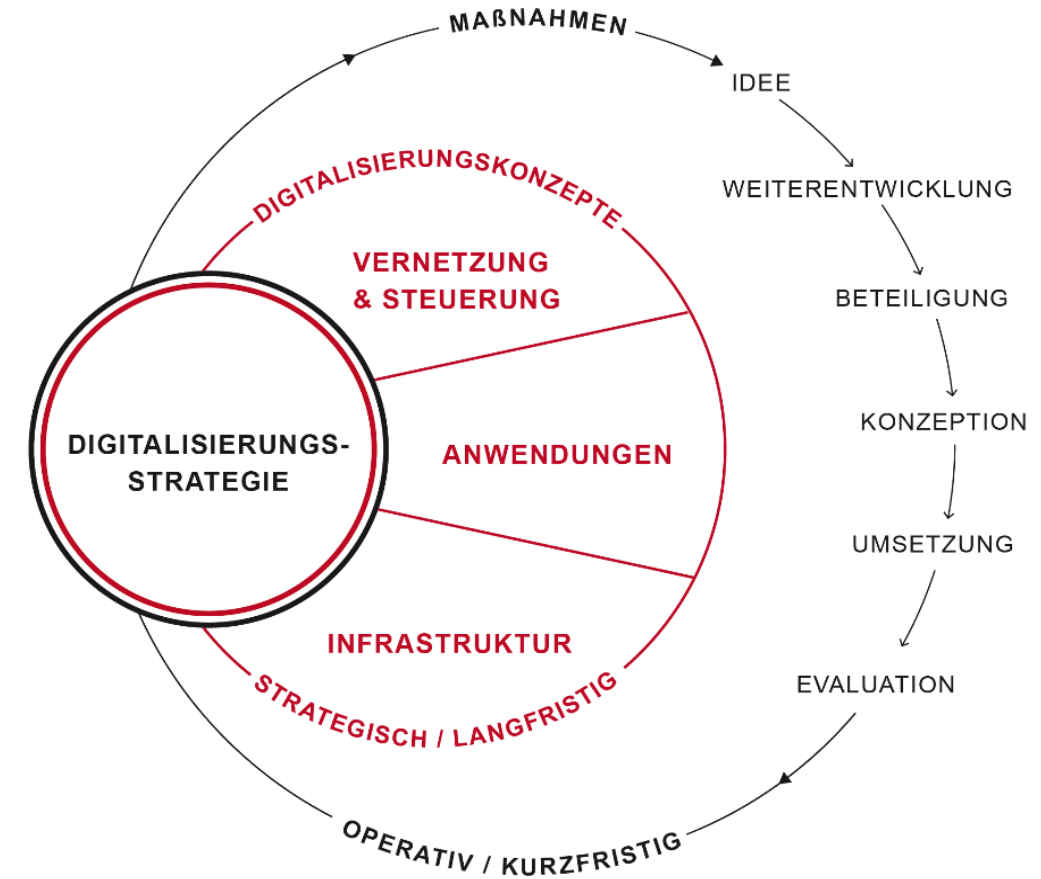 MAßNAHMEN
IDEE
WEITERENTWICKLUNG
BETEILIGUNG
KONZEPTION
UMSETZUNG
EVALUATION
OPERATIV / KURZFRISTIG
DIGITALISIERUNGSKONZEPTE
VERNETZUNG
& STEUERUNG
ANWENDUNGEN
INFRASTRUKTUR
STRATEGISCH / LANGFRISTIG
DIGITALISIERUNGS-
STRATEGIE